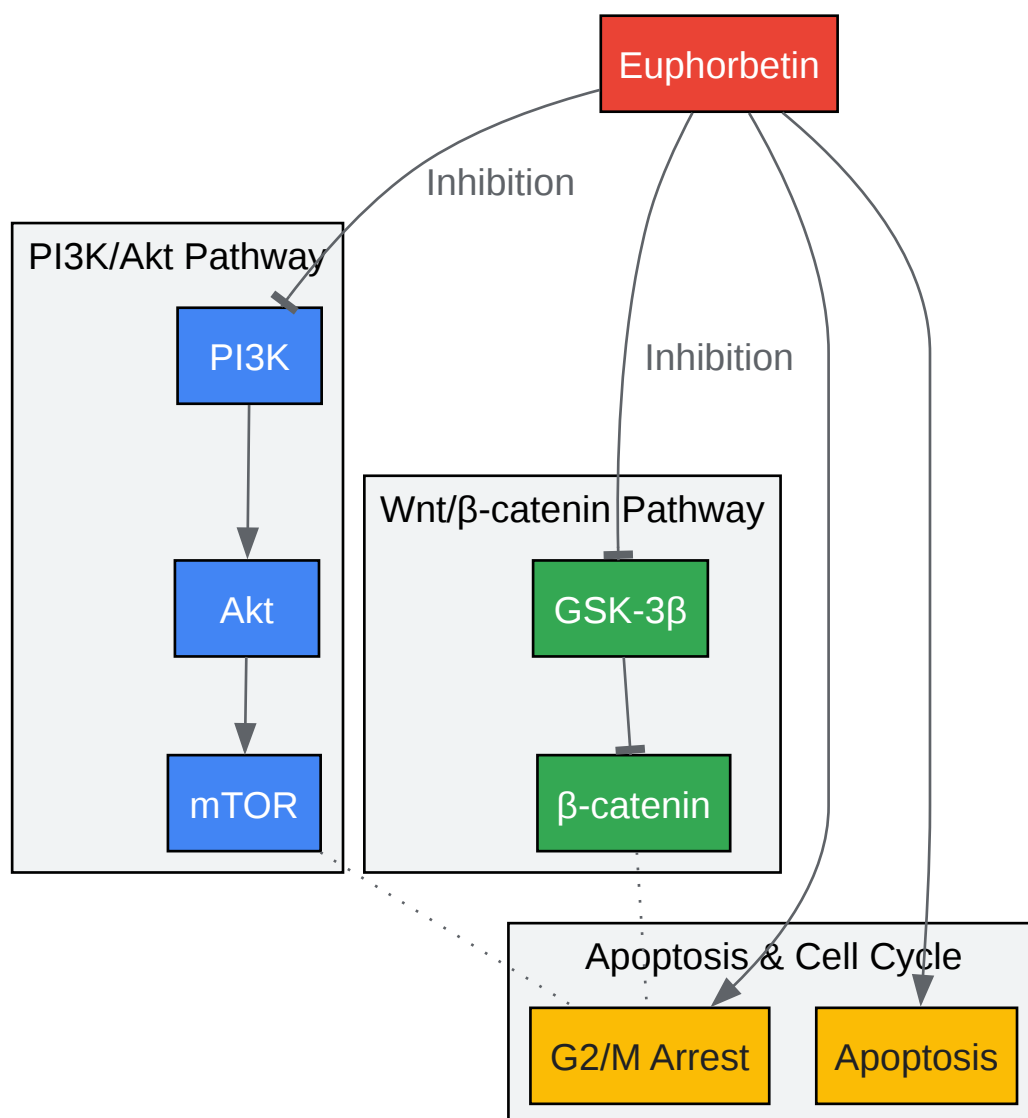 Euphorbetin
Inhibition
PI3K/Akt Pathway
PI3K
Inhibition
Wnt/β-catenin Pathway
Akt
GSK-3β
mTOR
β-catenin
Apoptosis & Cell Cycle
G2/M Arrest
Apoptosis